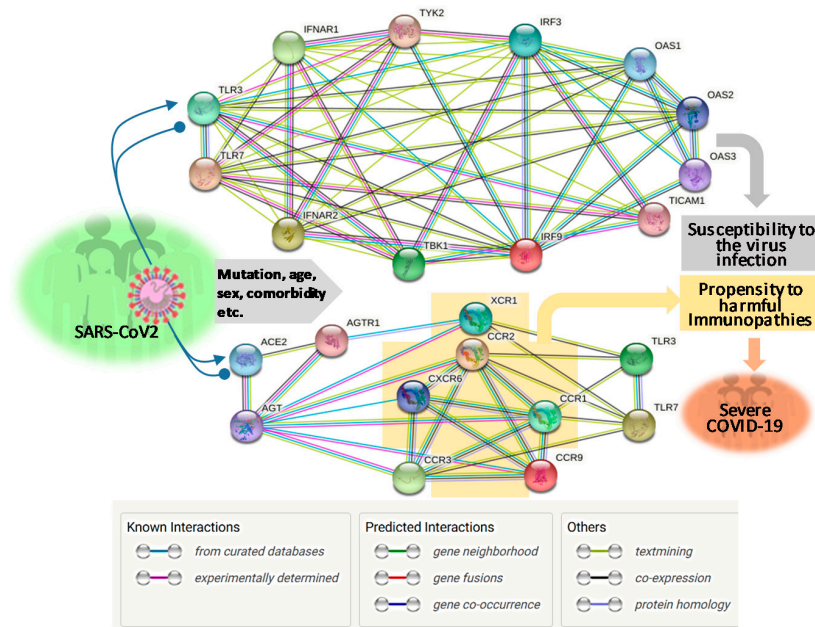 IFNAR1
TYK2
IRF3
OAS1
TLR3
OAS2
TLR7
OAS3
TICAM1
IFNAR2
TBK1
IRF9
Susceptibility to
the virus
infection
Mutation, age,
sex, comorbidity
etc.
SARS-CoV2
Propensity to
harmful
Immunopathies
XCR1
AGTR1
CCR2
ACE2
TLR3
CXCR6
AGT
CCR1
TLR7
Severe
COVID-19
CCR3
CCR9
Known Interactions
from curated databases
experimentally determined
Predicted Interactions
gene neighborhood
gene fusions
gene co-occurrence
Others
textmining
co-expression
protein homology